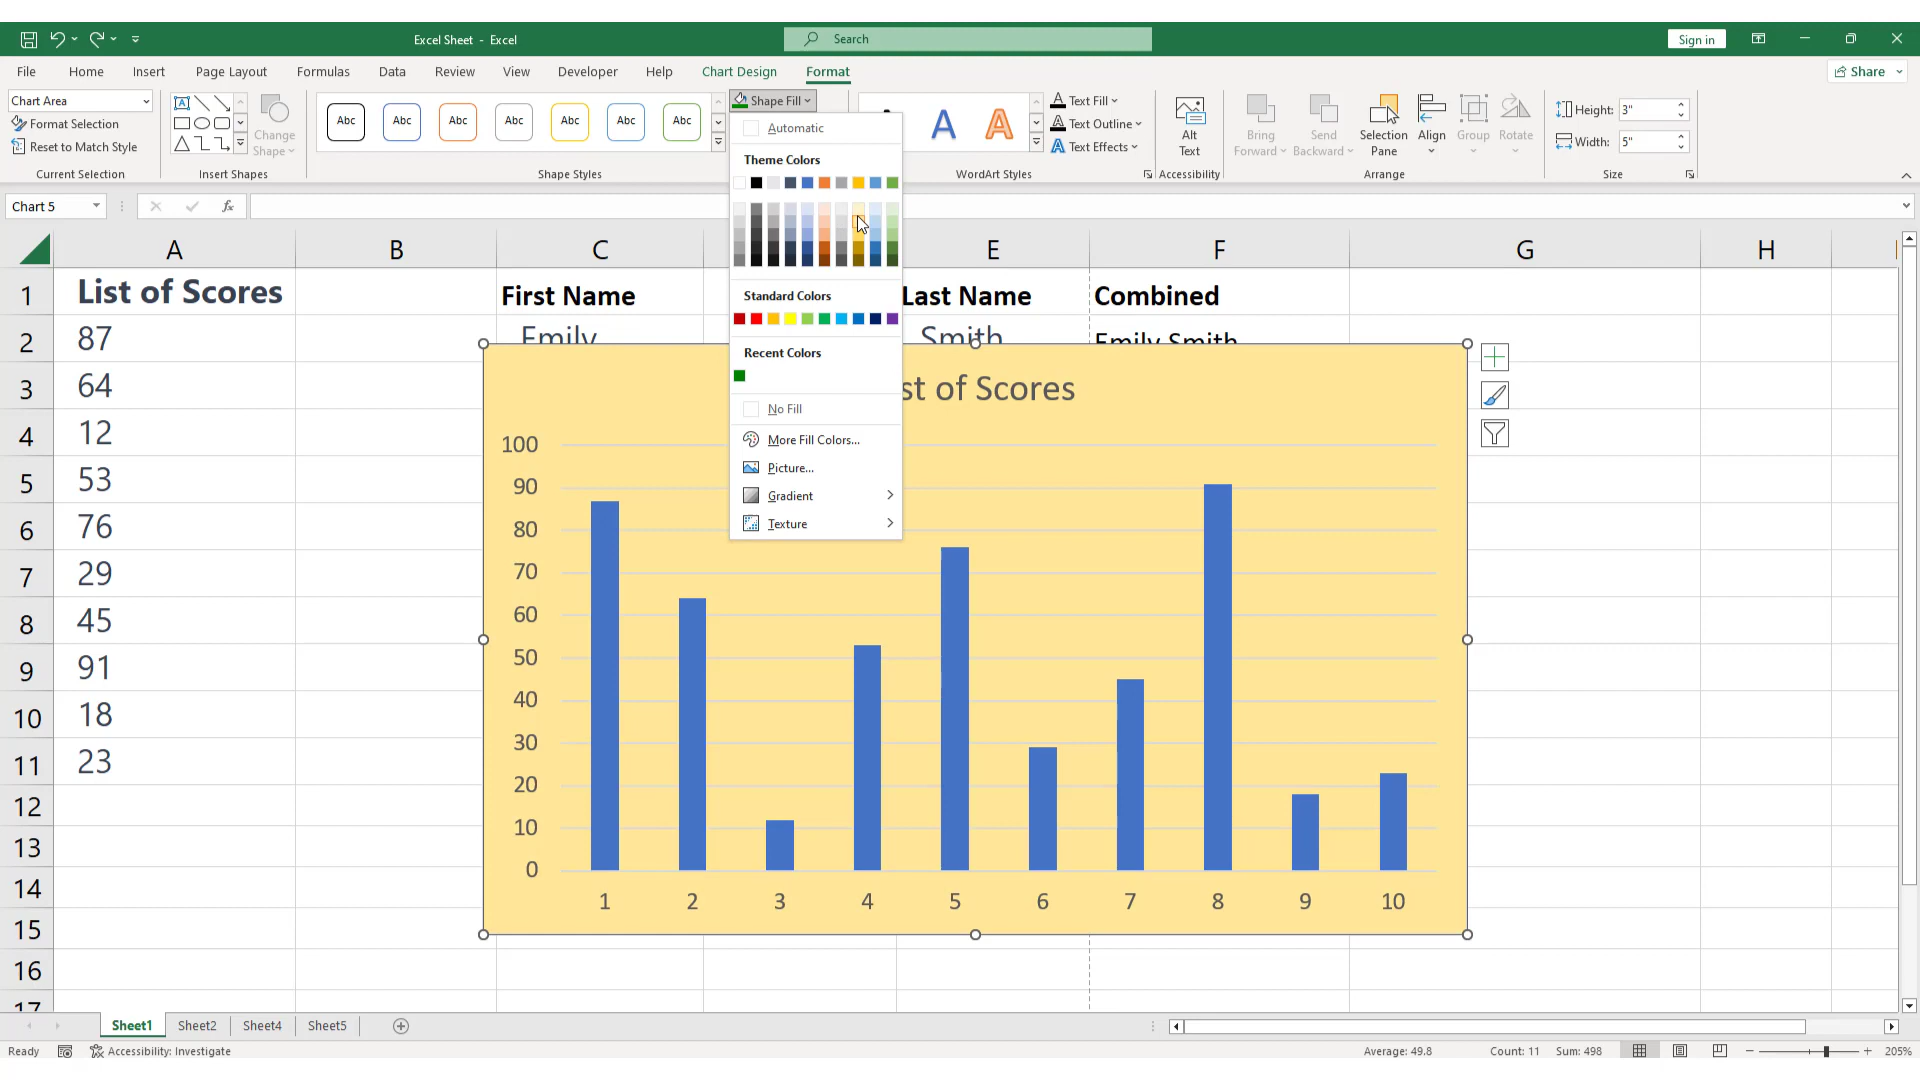 Excel Sheet - Excel
Search
Sign in
File Home Insert Page Layout Formulas Data Review View Developer Help Chart Design Format
Share
Chart Area
Format Selection
Reset to Match Style
Current Selection
Change
Shape
Insert Shapes
Abc Abc Abc Abc Abc Abc Abc
Shape Styles
Shape Fill
Automatic
Theme Colors
Standard Colors
Recent Colors
No Fill
More Fill Colors...
Picture...
Gradient
Texture
A A
Text Fill
Text Outline
Text Effects
WordArt Styles
Alt
Text
Accessibility
Bring
Forward
Send
Backward
Selection
Pane
Align
Group
Rotate
Arrange
Height: 3"
Width: 5"
Size
Chart 5
fx
A B C E F G H
1 List of Scores First Name Last Name Combined
2 87 Emily Smith Emily Smith
3 64
4 12
5 53
6 76
7 29
8 45
9 91
10 18
11 23
12
13
14
15
16
17
st of Scores
100
90
80
70
60
50
40
30
20
10
0
1 2 3 4 5 6 7 8 9 10
Sheet1 Sheet2 Sheet4 Sheet5
Ready
Accessibility: Investigate
Average: 49.8 Count: 11 Sum: 498
205%